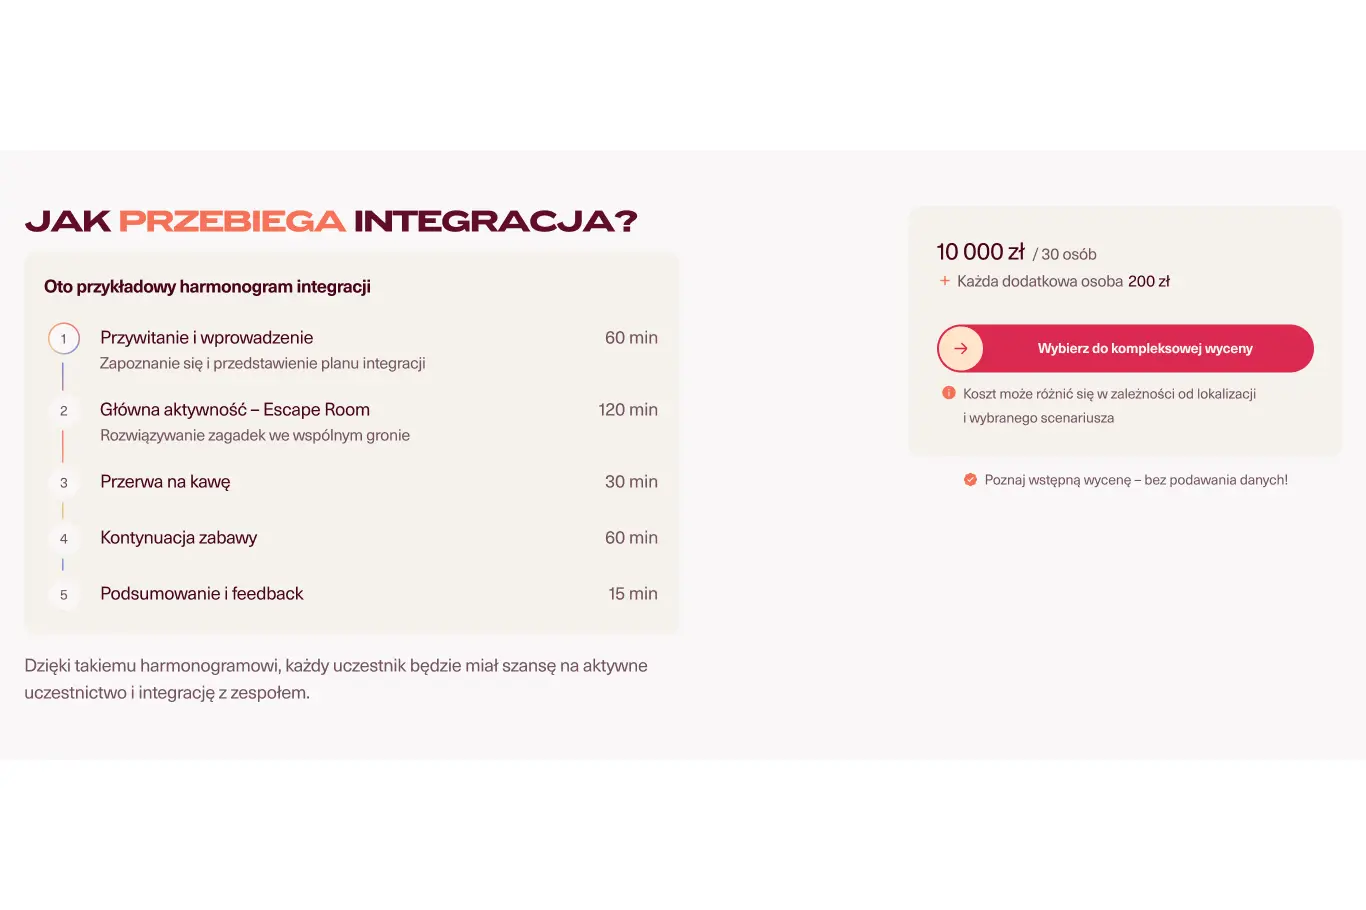 JAK PRZEBIEGA INTEGRACJA?
Oto przykładowy harmonogram integracji
1 Przywitanie i wprowadzenie 60 min
Zapoznanie się i przedstawienie planu integracji
2 Główna aktywność – Escape Room 120 min
Rozwiązywanie zagadek we wspólnym gronie
3 Przerwa na kawę 30 min
4 Kontynuacja zabawy 60 min
5 Podsumowanie i feedback 15 min
Dzięki takiemu harmonogramowi, każdy uczestnik będzie miał szansę na aktywne
uczestnictwo i integrację z zespołem.
10 000 zł / 30 osób
+ Każda dodatkowa osoba 200 zł
Wybierz do kompleksowej wyceny
Koszt może różnić się w zależności od lokalizacji
i wybranego scenariusza
Poznaj wstępną wycenę – bez podawania danych!